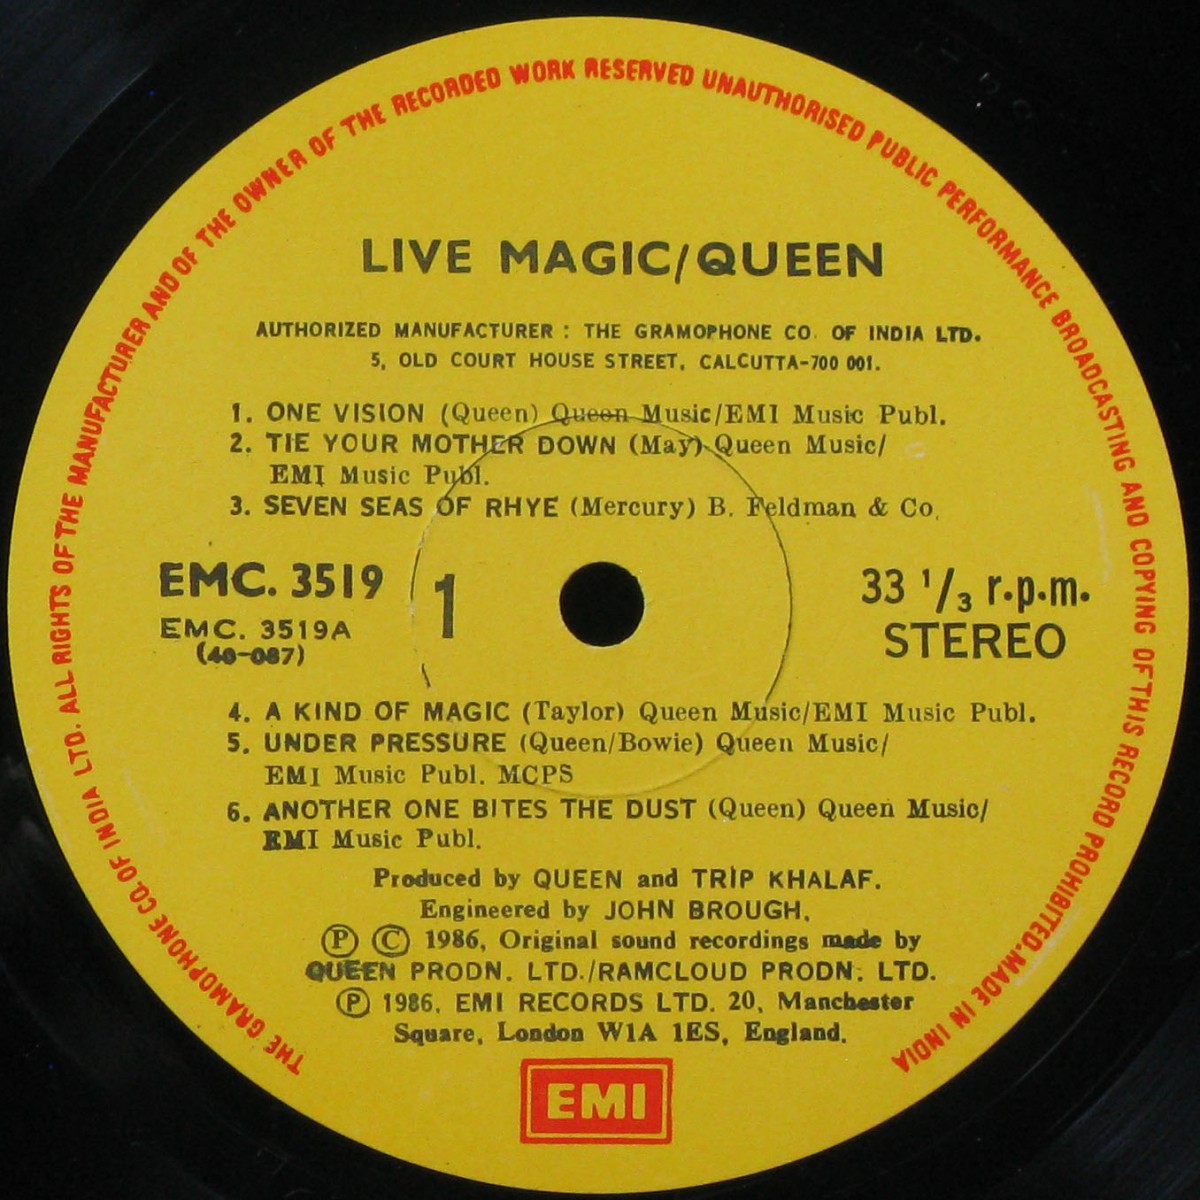 THE GRAMOPHONE CO. OF INDIA LTD. ALL RIGHTS OF THE MANUFACTURER AND OF THE OWNER OF THE RECORDED WORK RESERVED UNAUTHORISED PUBLIC PERFORMANCE BROADCASTING AND COPYING OF THIS RECORD PROHIBITED. MADE IN INDIA
LIVE MAGIC/QUEEN
AUTHORIZED MANUFACTURER : THE GRAMOPHONE CO. OF INDIA LTD.
5, OLD COURT HOUSE STREET, CALCUTTA-700 001.
1. ONE VISION (Queen) Queen Music/EMI Music Publ.
2. TIE YOUR MOTHER DOWN (May) Queen Music/
EMI Music Publ.
3. SEVEN SEAS OF RHYE (Mercury) B. Feldman & Co.
EMC. 3519
EMC. 3519A
(40-087)
1
33 1/3 r.p.m.
STEREO
4. A KIND OF MAGIC (Taylor) Queen Music/EMI Music Publ.
5. UNDER PRESSURE (Queen/Bowie) Queen Music/
EMI Music Publ. MCPS
6. ANOTHER ONE BITES THE DUST (Queen) Queen Music/
EMI Music Publ.
Produced by QUEEN and TRIP KHALAF.
Engineered by JOHN BROUGH.
Ⓟ Ⓒ 1986, Original sound recordings made by
QUEEN PRODN. LTD./RAMCLOUD PRODN. LTD.
Ⓟ 1986, EMI RECORDS LTD. 20, Manchester
Square, London W1A 1ES, England.
EMI